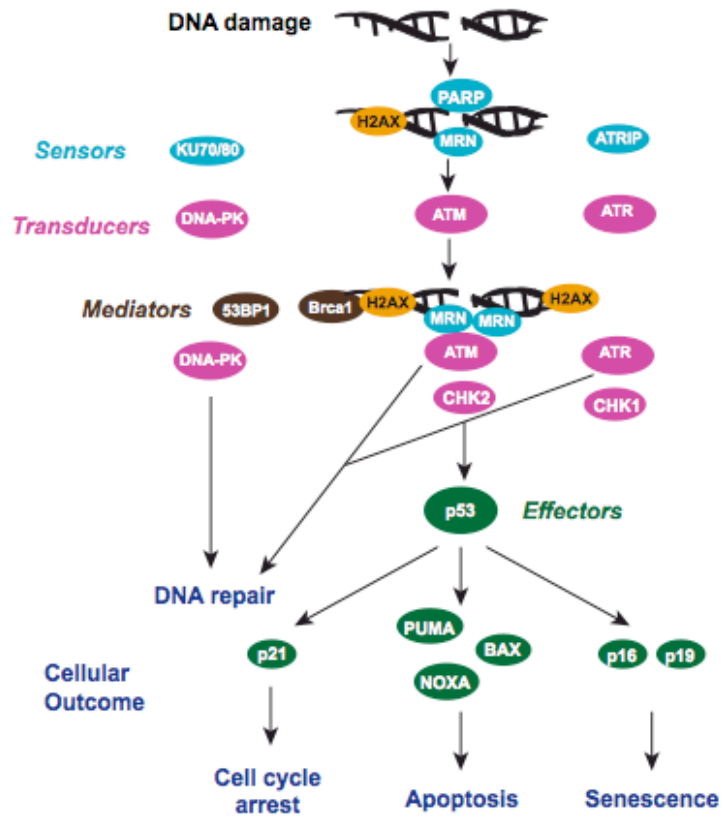 DNA damage
PARP
H2AX
MRN
ATRIP
Sensors
KU70/80
Transducers
DNA-PK
ATM
ATR
Mediators
53BP1
Brca1
H2AX
H2AX
MRN
MRN
DNA-PK
ATM
ATR
CHK2
CHK1
p53
Effectors
DNA repair
PUMA
p21
BAX
p16
p19
NOXA
Cellular
Outcome
Cell cycle
arrest
Apoptosis
Senescence